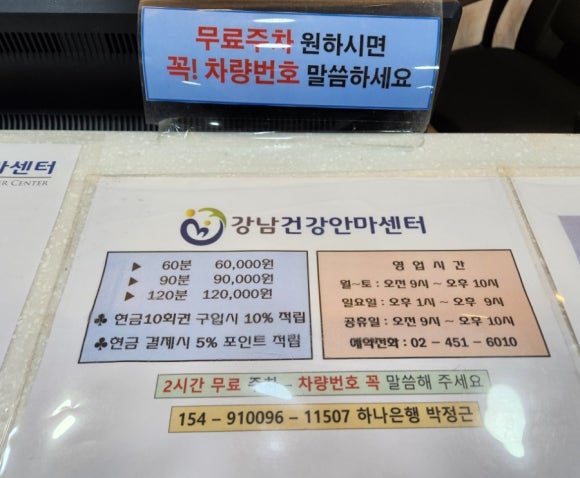 무료주차 원하시면
꼭! 차량번호 말씀하세요
마센터
ER CENTER
강남건강안마센터
▶ 60분 60,000원
▶ 90분 90,000원
▶ 120분 120,000원
♣ 현금10회권 구입시 10% 적립
♣ 현금 결제시 5% 포인트 적립
영 업 시 간
월~토 : 오전 9시 ~ 오후 10시
일요일 : 오후 1시 ~ 오후 9시
공휴일 : 오전 9시 ~ 오후 10시
예약전화 : 02 - 451 - 6010
2시간 무료 주차 - 차량번호 꼭 말씀해 주세요
154 - 910096 - 11507 하나은행 박정근